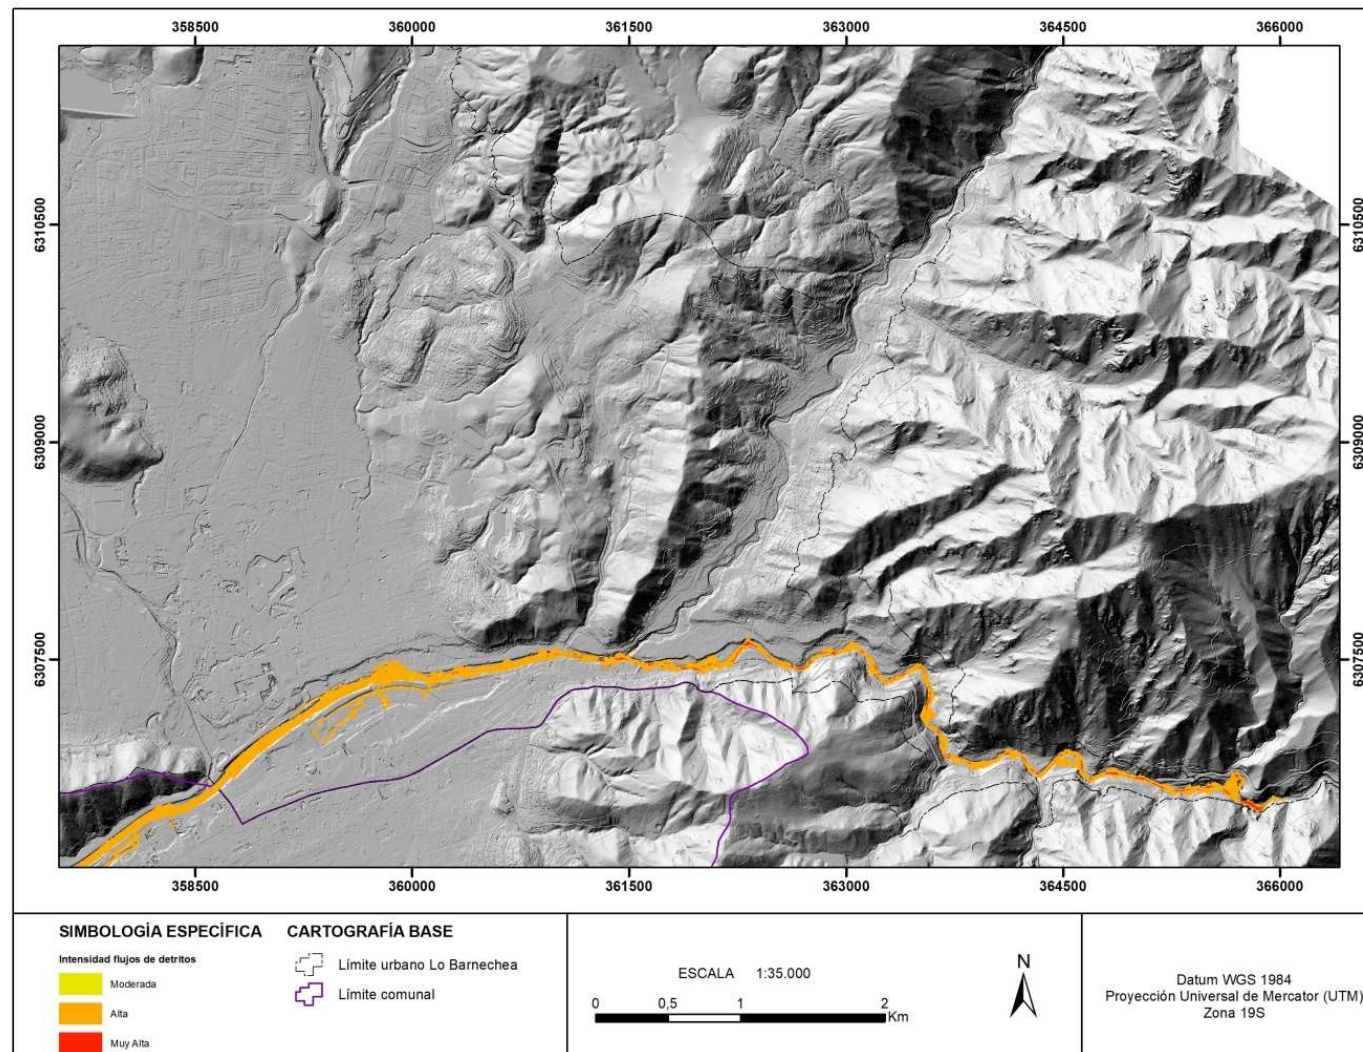 358500 360000 361500 363000 364500 366000
6310500 6310500
6309000 6309000
6307500 6307500
358500 360000 361500 363000 364500 366000
SIMBOLOGÍA ESPECÍFICA
Intensidad flujos de detritos
Moderada
Alta
Muy Alta
CARTOGRAFÍA BASE
Límite urbano Lo Barnechea
Límite comunal
ESCALA 1:35.000
0 0,5 1 2
Km
N
Datum WGS 1984
Proyección Universal de Mercator (UTM)
Zona 19S